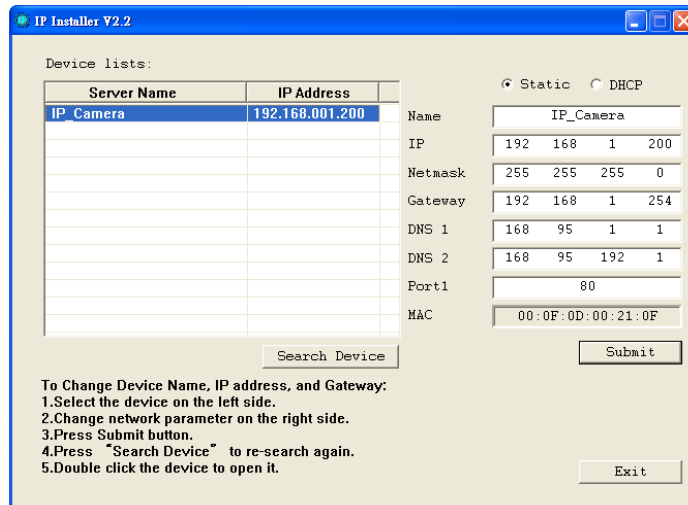 IP Installer V2.2
Device lists:
Server Name IP Address
IP_Camera 192.168.001.200
Static DHCP
Name IP_Camera
IP 192 168 1 200
Netmask 255 255 255 0
Gateway 192 168 1 254
DNS 1 168 95 1 1
DNS 2 168 95 192 1
Port1 80
MAC 00:0F:0D:00:21:0F
Search Device
Submit
To Change Device Name, IP address, and Gateway:
1.Select the device on the left side.
2.Change network parameter on the right side.
3.Press Submit button.
4.Press “Search Device” to re-search again.
5.Double click the device to open it.
Exit